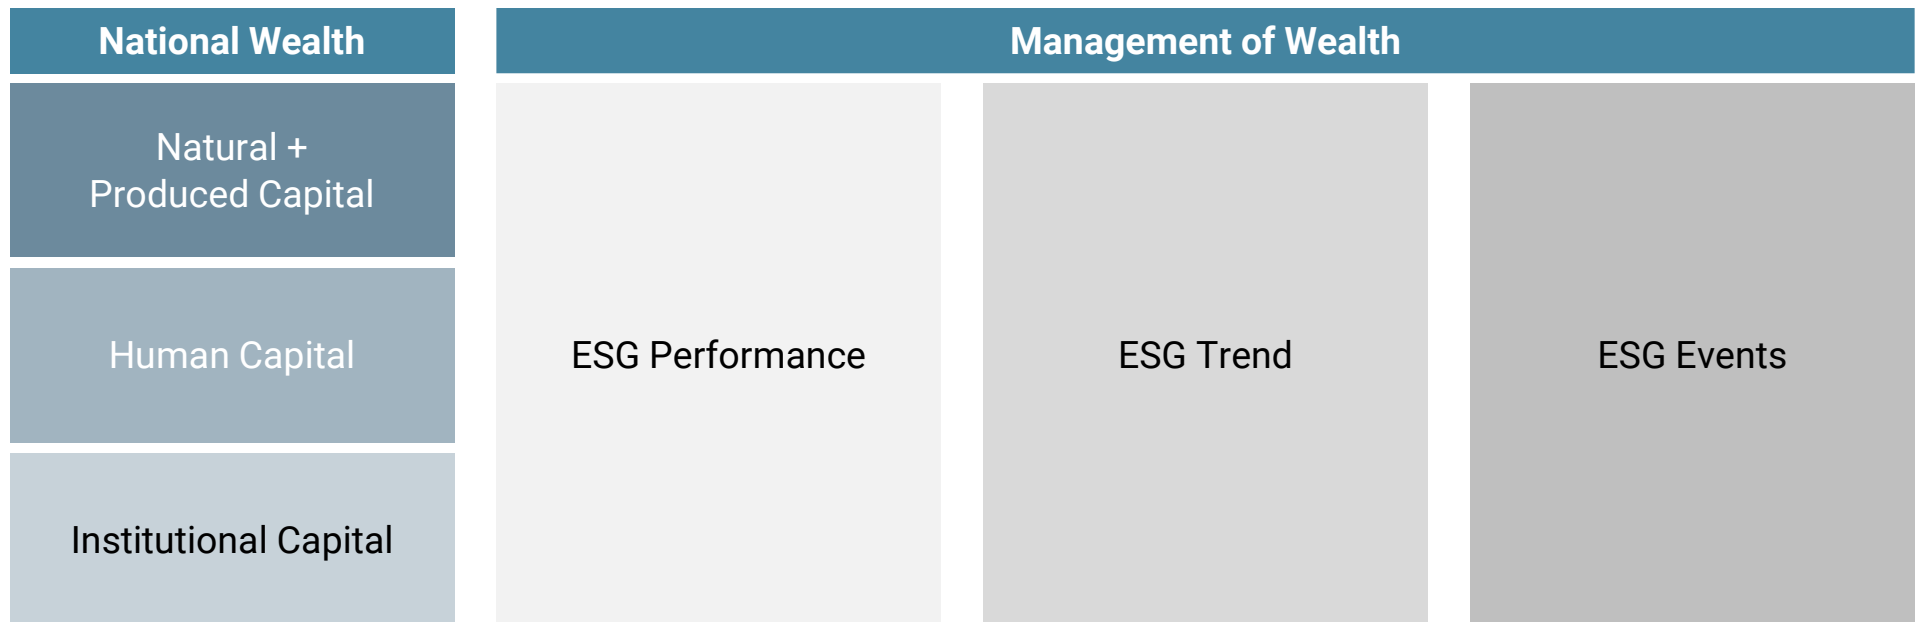 National Wealth
Management of Wealth
Natural +
Produced Capital
Human Capital
Institutional Capital
ESG Performance
ESG Trend
ESG Events